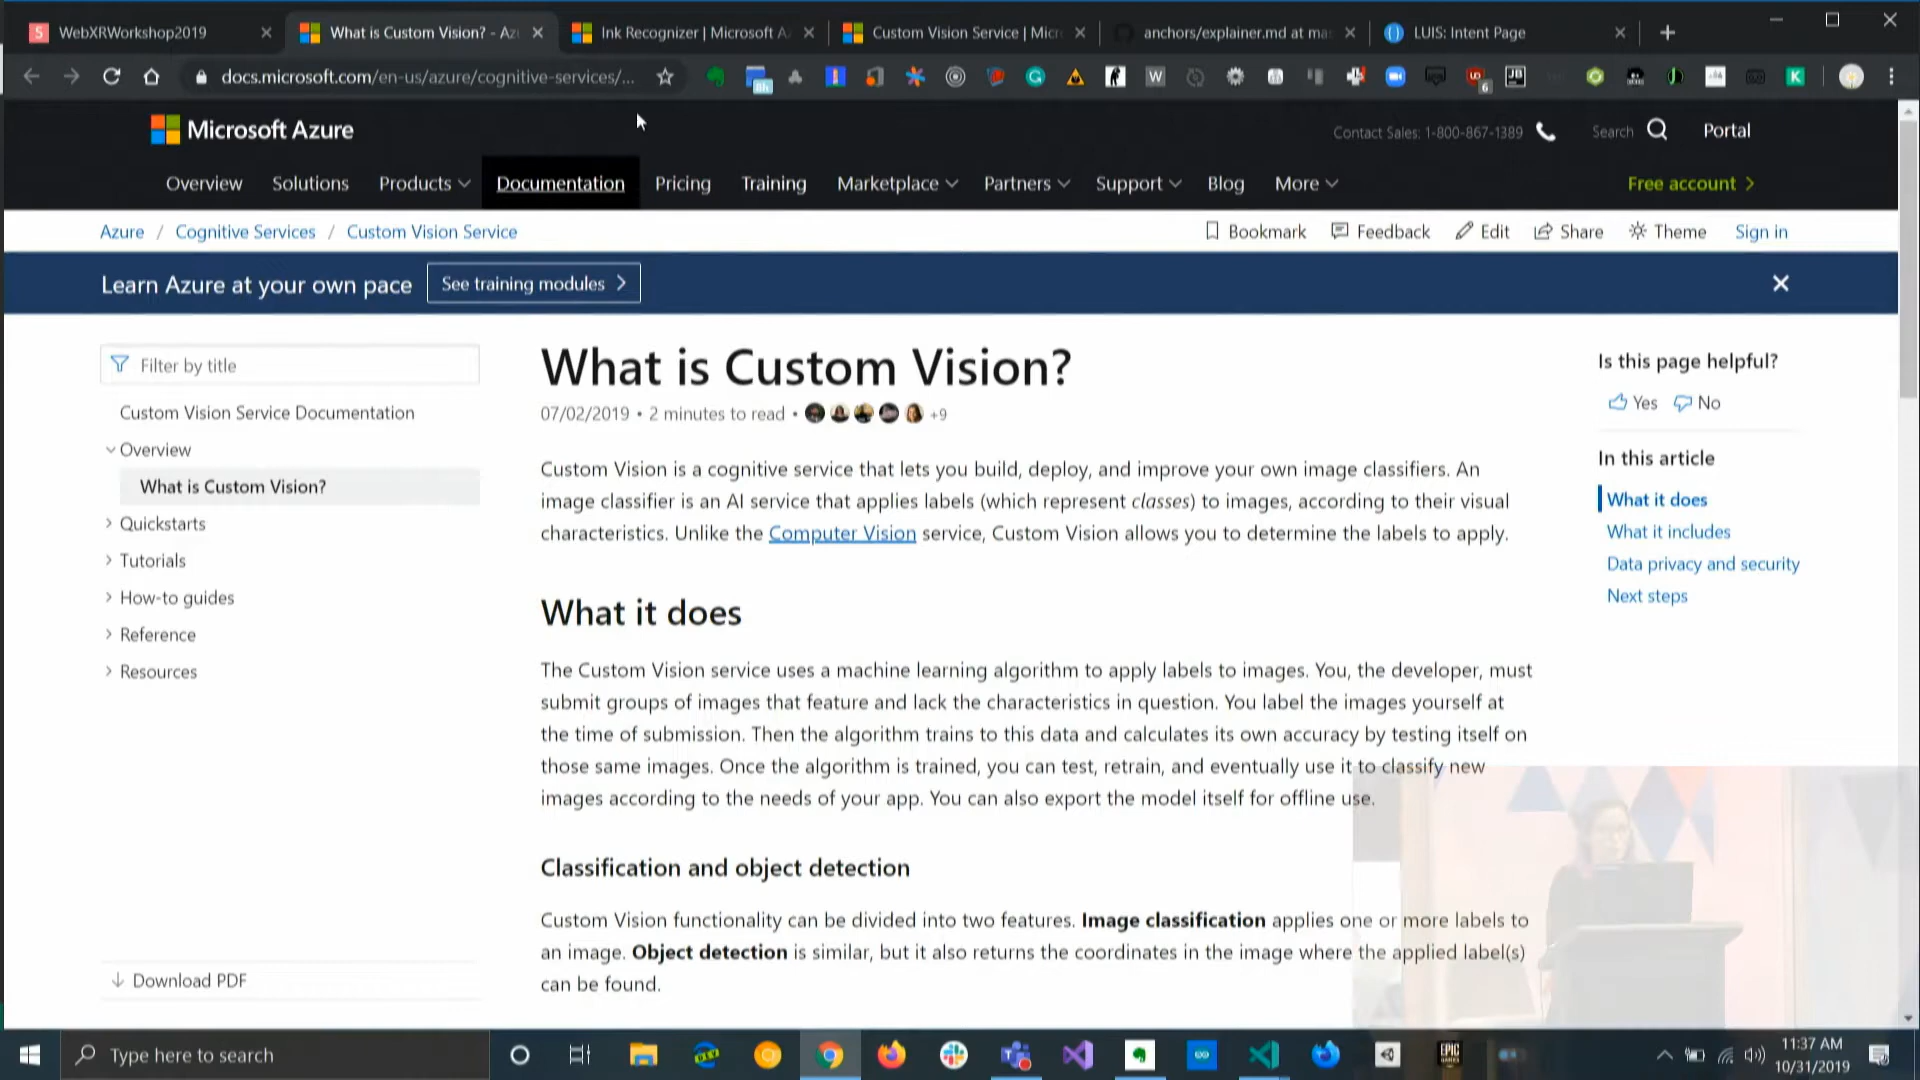 WebXRWorkshop2019
What is Custom Vision? - Az
Ink Recognizer | Microsoft A
Custom Vision Service | Micr
anchors/explainer.md at mas
LUIS: Intent Page
docs.microsoft.com/en-us/azure/cognitive-services/...
Microsoft Azure
Contact Sales: 1-800-867-1389
Search
Portal
Overview
Solutions
Products
Documentation
Pricing
Training
Marketplace
Partners
Support
Blog
More
Free account
Azure / Cognitive Services / Custom Vision Service
Bookmark
Feedback
Edit
Share
Theme
Sign in
Learn Azure at your own pace
See training modules
Filter by title
Custom Vision Service Documentation
Overview
What is Custom Vision?
Quickstarts
Tutorials
How-to guides
Reference
Resources
Download PDF
What is Custom Vision?
07/02/2019 • 2 minutes to read • +9
Custom Vision is a cognitive service that lets you build, deploy, and improve your own image classifiers. An
image classifier is an AI service that applies labels (which represent classes) to images, according to their visual
characteristics. Unlike the Computer Vision service, Custom Vision allows you to determine the labels to apply.
What it does
The Custom Vision service uses a machine learning algorithm to apply labels to images. You, the developer, must
submit groups of images that feature and lack the characteristics in question. You label the images yourself at
the time of submission. Then the algorithm trains to this data and calculates its own accuracy by testing itself on
those same images. Once the algorithm is trained, you can test, retrain, and eventually use it to classify new
images according to the needs of your app. You can also export the model itself for offline use.
Classification and object detection
Custom Vision functionality can be divided into two features. Image classification applies one or more labels to
an image. Object detection is similar, but it also returns the coordinates in the image where the applied label(s)
can be found.
Is this page helpful?
Yes
No
In this article
What it does
What it includes
Data privacy and security
Next steps
Type here to search
EPIC
11:37 AM
10/31/2019